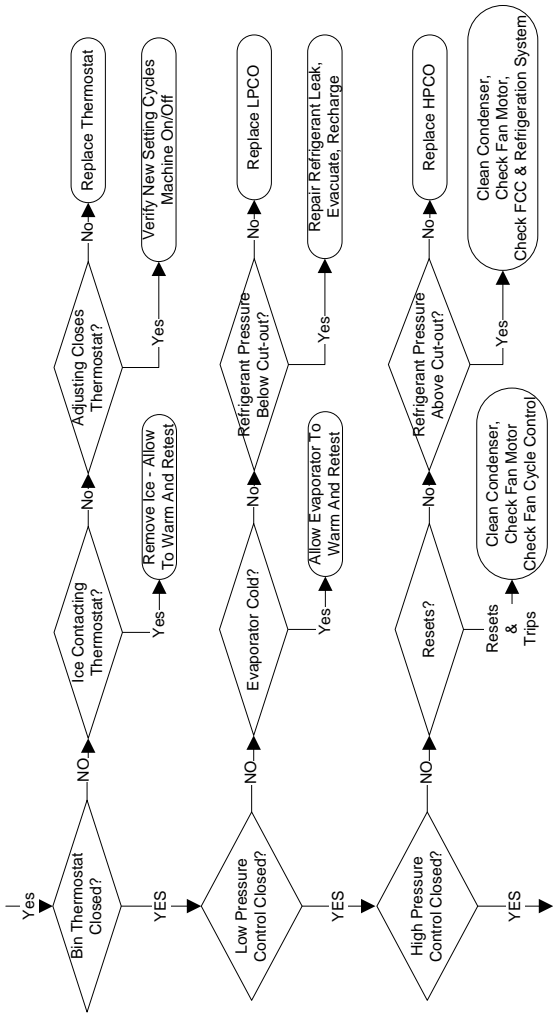 Yes
Bin Thermostat
Closed?
NO
Ice Contacting
Thermostat?
No
Adjusting Closes
Thermostat?
No
Replace Thermostat
Yes
Remove Ice - Allow
To Warm And Retest
Yes
Verify New Setting Cycles
Machine On/Off
YES
Low Pressure
Control Closed?
NO
Evaporator Cold?
No
Refrigerant Pressure
Below Cut-out?
No
Replace LPCO
Yes
Allow Evaporator To
Warm And Retest
Yes
Repair Refrigerant Leak,
Evacuate, Recharge
YES
High Pressure
Control Closed?
NO
Resets?
No
Refrigerant Pressure
Above Cut-out?
No
Replace HPCO
Resets
&
Trips
Clean Condenser,
Check Fan Motor
Check Fan Cycle Control
Yes
Clean Condenser,
Check Fan Motor,
Check FCC & Refrigeration System
YES